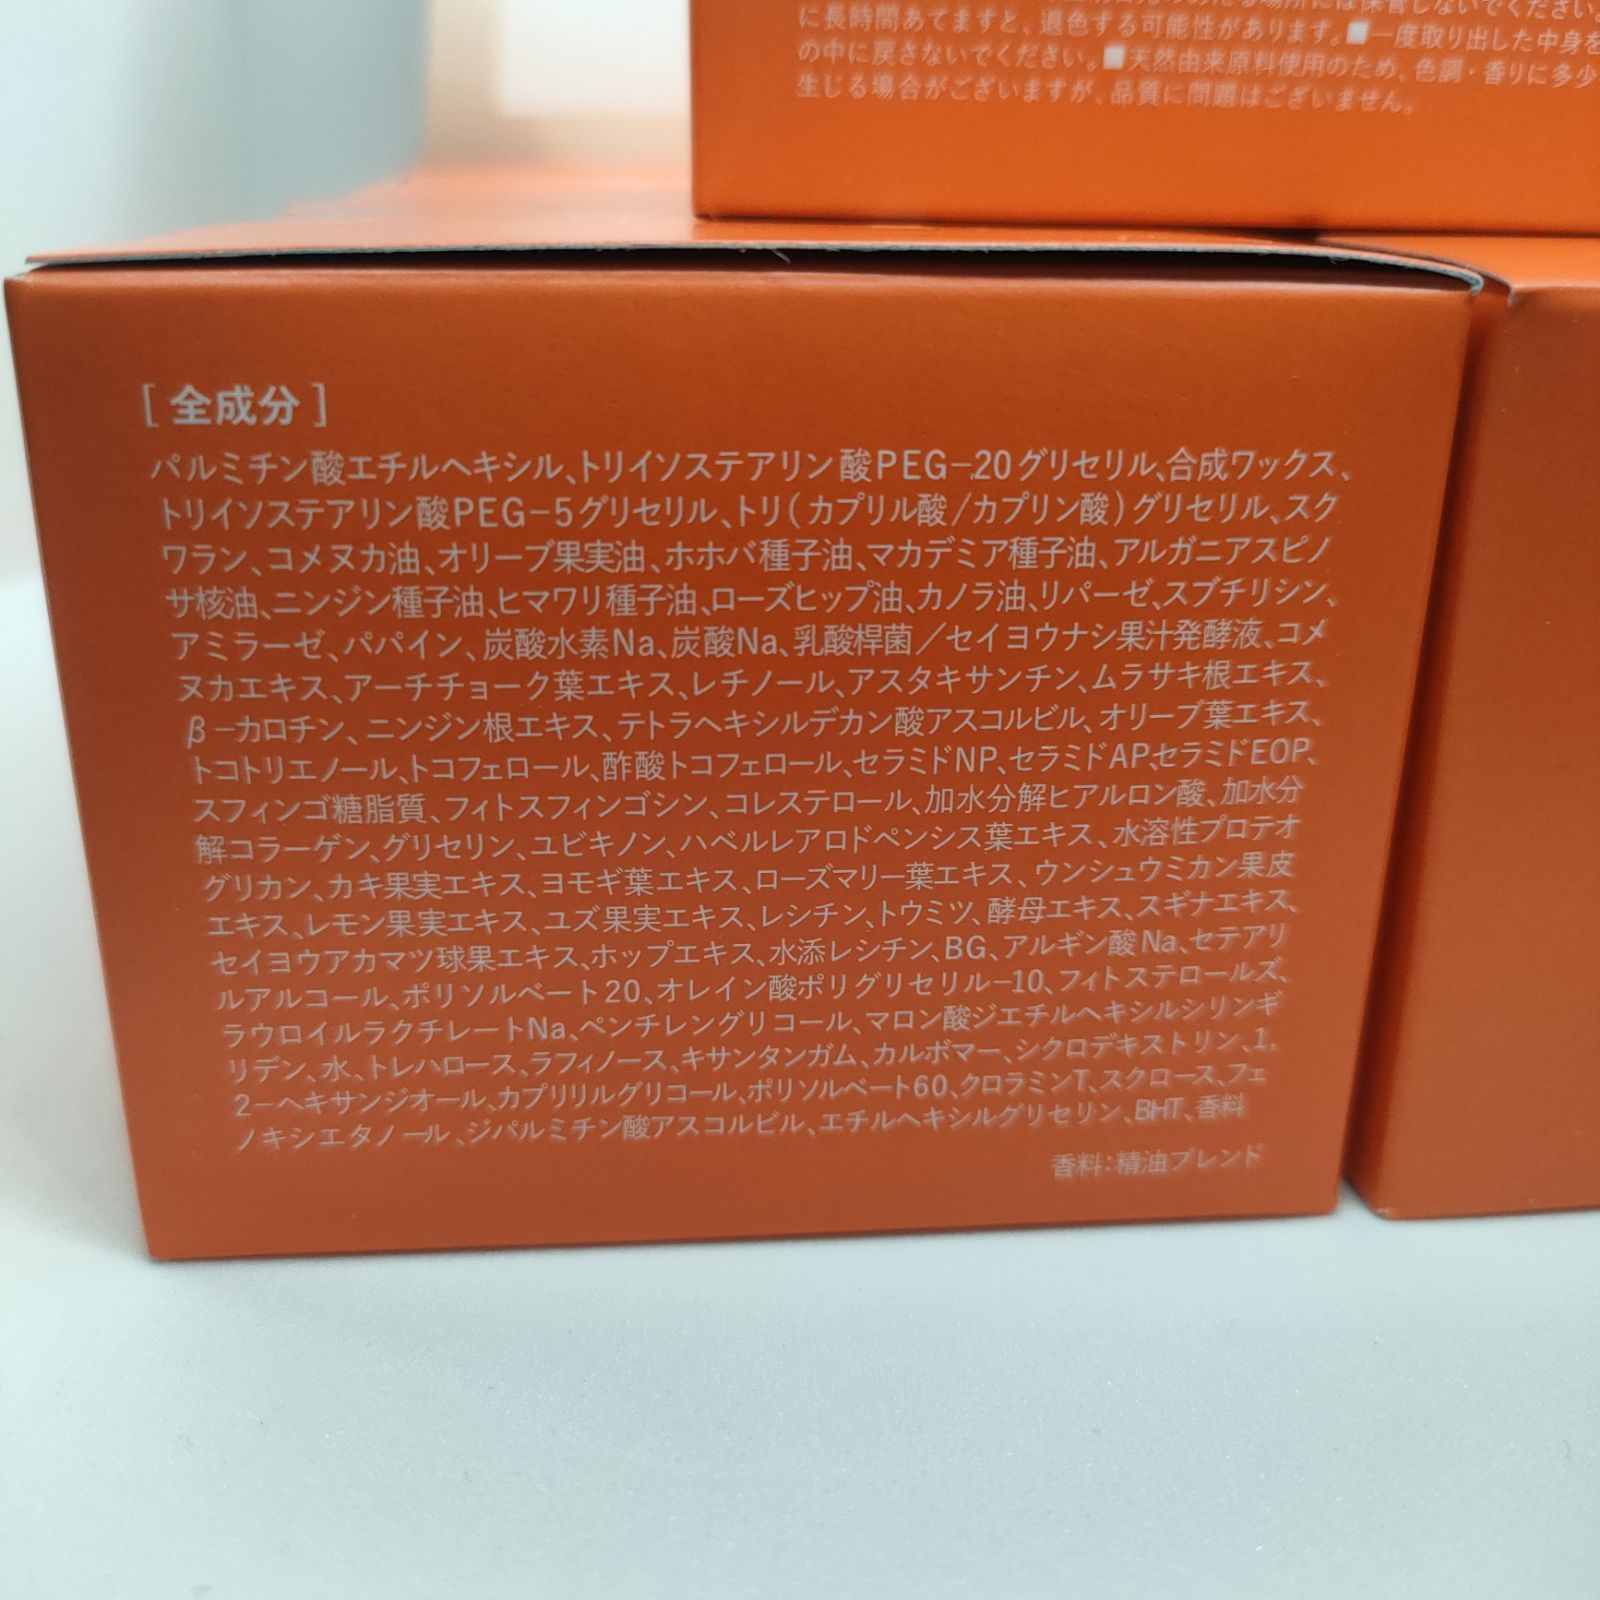 に長時間あてますと、退色する可能性があります。■一度取り出した中身を
の中に戻さないでください。■天然由来原料使用のため、色調・香りに多少
生じる場合がございますが、品質に問題はございません。
[全成分]
パルミチン酸エチルヘキシル、トリイソステアリン酸PEG-20グリセリル、合成ワックス、
トリイソステアリン酸PEG-5グリセリル、トリ(カプリル酸/カプリン酸)グリセリル、スク
ワラン、コメヌカ油、オリーブ果実油、ホホバ種子油、マカデミア種子油、アルガニアスピノ
サ核油、ニンジン種子油、ヒマワリ種子油、ローズヒップ油、カノラ油、リパーゼ、スブチリシン、
アミラーゼ、パパイン、炭酸水素Na、炭酸Na、乳酸桿菌/セイヨウナシ果汁発酵液、コメ
ヌカエキス、アーチチョーク葉エキス、レチノール、アスタキサンチン、ムラサキ根エキス、
β-カロチン、ニンジン根エキス、テトラヘキシルデカン酸アスコルビル、オリーブ葉エキス、
トコトリエノール、トコフェロール、酢酸トコフェロール、セラミドNP、セラミドAP、セラミドEOP、
スフィンゴ糖脂質、フィトスフィンゴシン、コレステロール、加水分解ヒアルロン酸、加水分
解コラーゲン、グリセリン、ユビキノン、ハベルレアロドペンシス葉エキス、水溶性プロテオ
グリカン、カキ果実エキス、ヨモギ葉エキス、ローズマリー葉エキス、ウンシュウミカン果皮
エキス、レモン果実エキス、ユズ果実エキス、レシチン、トウミツ、酵母エキス、スギナエキス、
セイヨウアカマツ球果エキス、ホップエキス、水添レシチン、BG、アルギン酸Na、セテアリ
ルアルコール、ポリソルベート20、オレイン酸ポリグリセリル-10、フィトステロールズ、
ラウロイルラクチレートNa、ペンチレングリコール、マロン酸ジエチルヘキシルシリンギ
リデン、水、トレハロース、ラフィノース、キサンタンガム、カルボマー、シクロデキストリン、1,
2-ヘキサンジオール、カプリリルグリコール、ポリソルベート60、クロラミンT、スクロース、フェ
ノキシエタノール、ジパルミチン酸アスコルビル、エチルヘキシルグリセリン、BHT、香料
香料:精油ブレンド